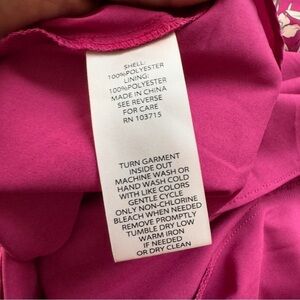 SHELL:
100%POLYESTER
LINING:
100%POLYESTER
MADE IN CHINA
SEE REVERSE
FOR CARE
RN 103715
TURN GARMENT
INSIDE OUT
MACHINE WASH OR
HAND WASH COLD
WITH LIKE COLORS
GENTLE CYCLE
ONLY NON-CHLORINE
BLEACH WHEN NEEDED
REMOVE PROMPTLY
TUMBLE DRY LOW
WARM IRON
IF NEEDED
OR DRY CLEAN